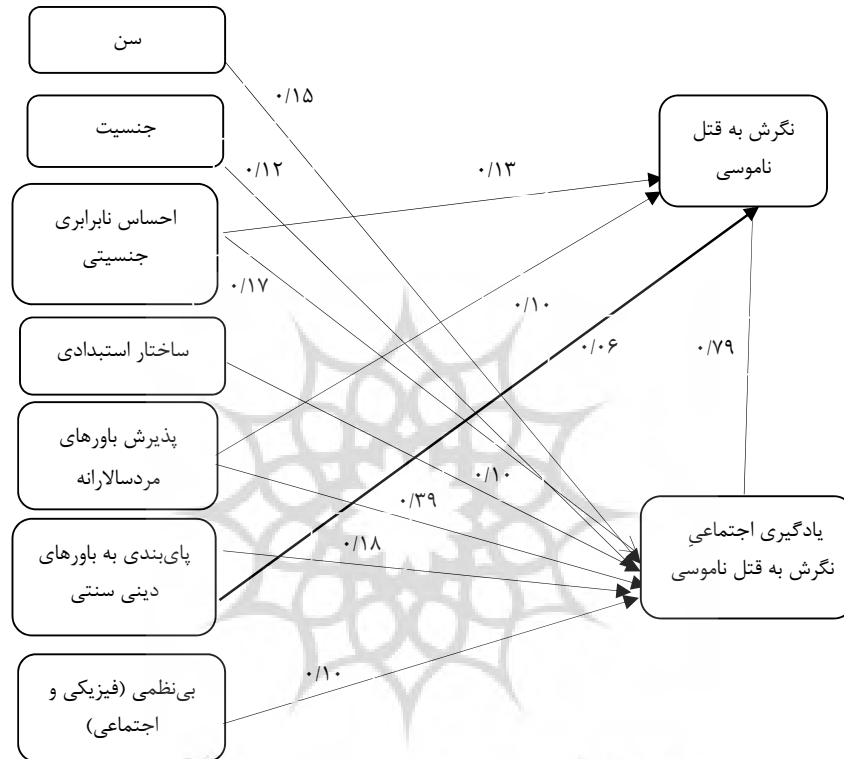 سن
۰/۱۵
جنسیت
نگرش به قتل
ناموسی
۰/۱۲
۰/۱۳
احساس نابرابری
جنسیتی
۰/۱۷
۰/۱۰
ساختار استبدادی
۰/۰۶
۰/۷۹
پذیرش باورهای
مردسالارانه
۰/۱۰
۰/۳۹
یادگیری اجتماعیِ
نگرش به قتل ناموسی
۰/۱۸
پای‌بندی به باورهای
دینی سنتی
۰/۱۰
بی‌نظمی (فیزیکی و
اجتماعی)